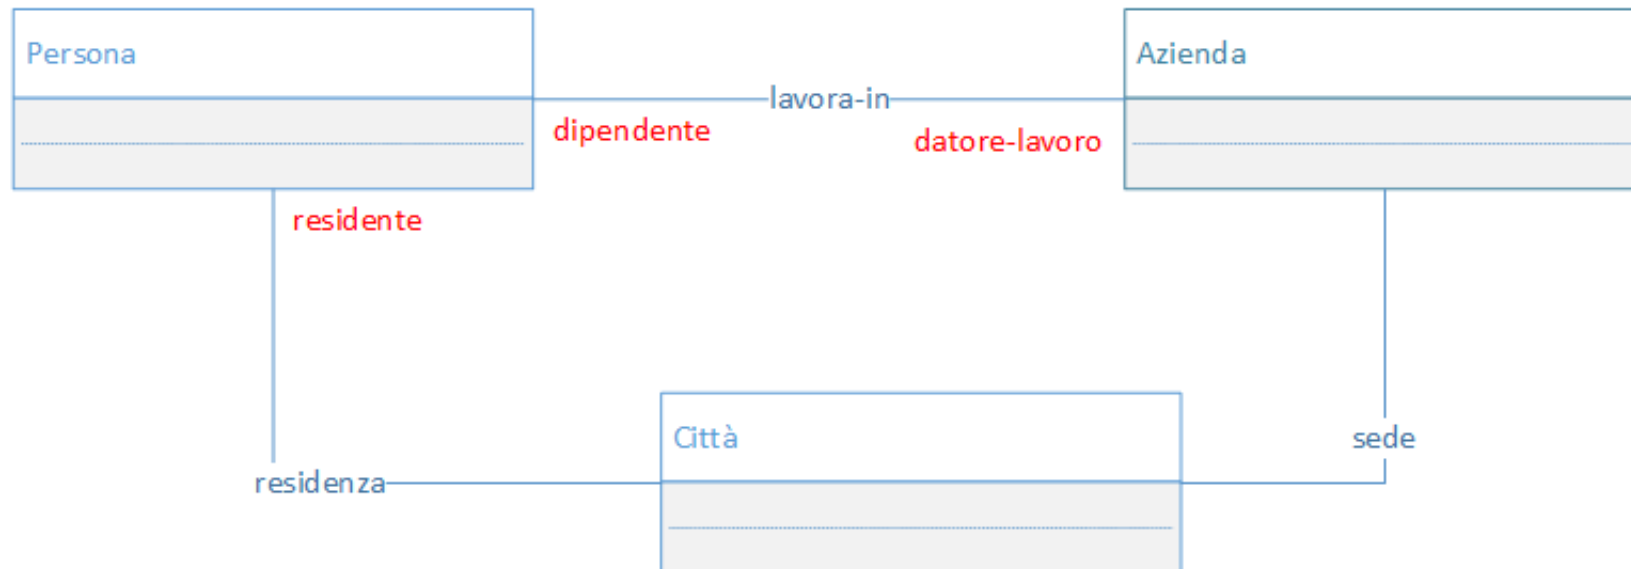 Persona
Azienda
lavora-in
dipendente
datore-lavoro
residente
Città
sede
residenza